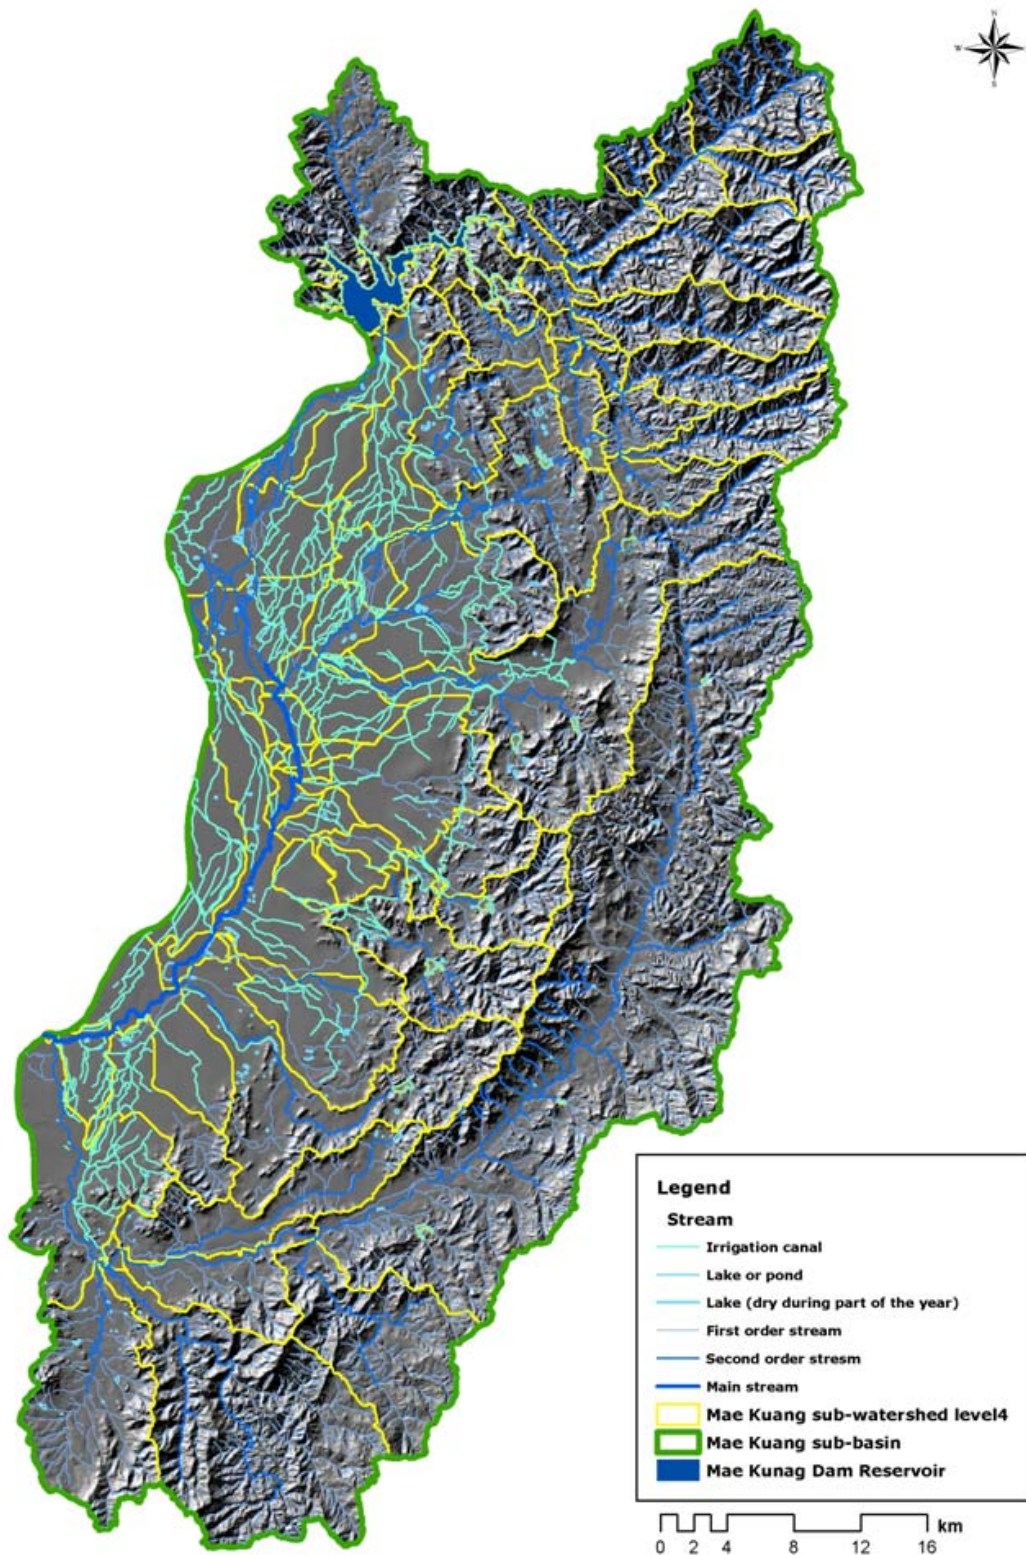 N
W
S
Legend
Stream
Irrigation canal
Lake or pond
Lake (dry during part of the year)
First order stream
Second order stresm
Main stream
Mae Kuang sub-watershed level4
Mae Kuang sub-basin
Mae Kunag Dam Reservoir
km
0 2 4 8 12 16